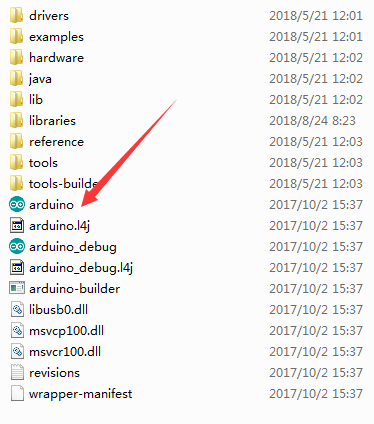 drivers 2018/5/21 12:01
examples 2018/5/21 12:01
hardware 2018/5/21 12:02
java 2018/5/21 12:02
lib 2018/5/21 12:02
libraries 2018/8/24 8:23
reference 2018/5/21 12:03
tools 2018/5/21 12:03
tools-builder 2018/5/21 12:03
arduino 2017/10/2 15:37
arduino.l4j 2017/10/2 15:37
arduino_debug 2017/10/2 15:37
arduino_debug.l4j 2017/10/2 15:37
arduino-builder 2017/10/2 15:37
libusb0.dll 2017/10/2 15:37
msvcp100.dll 2017/10/2 15:37
msvcr100.dll 2017/10/2 15:37
revisions 2017/10/2 15:37
wrapper-manifest 2017/10/2 15:37